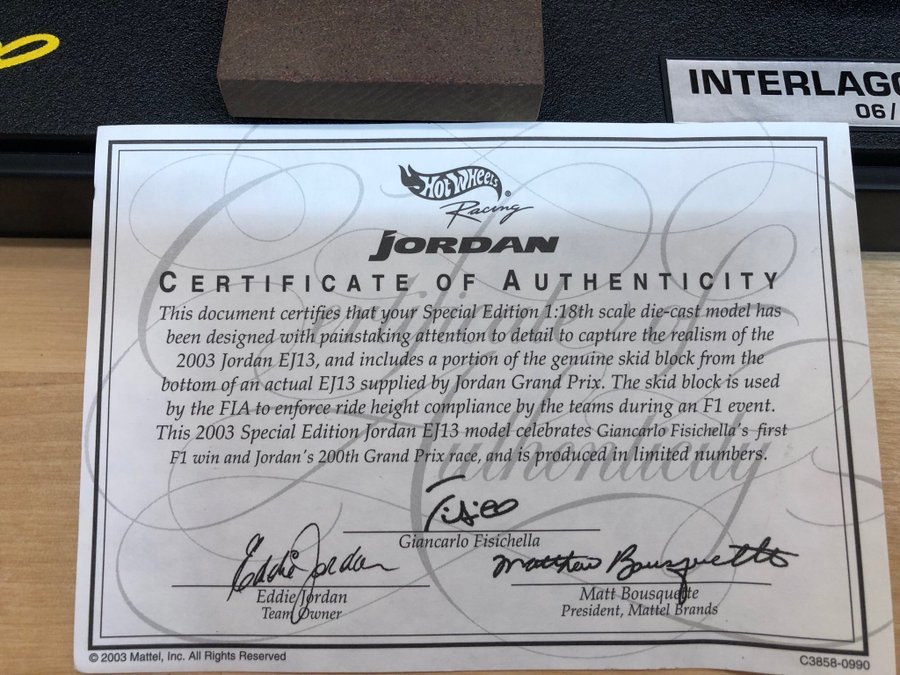 INTERLAGO
06/
HOT WHEELS®
Racing
JORDAN
CERTIFICATE OF AUTHENTICITY
This document certifies that your Special Edition 1:18th scale die-cast model has
been designed with painstaking attention to detail to capture the realism of the
2003 Jordan EJ13, and includes a portion of the genuine skid block from the
bottom of an actual EJ13 supplied by Jordan Grand Prix. The skid block is used
by the FIA to enforce ride height compliance by the teams during an F1 event.
This 2003 Special Edition Jordan EJ13 model celebrates Giancarlo Fisichella's first
F1 win and Jordan's 200th Grand Prix race, and is produced in limited numbers.
Giancarlo Fisichella
Eddie Jordan
Matthew Bousquette
Eddie Jordan
Team Owner
Matt Bousquette
President, Mattel Brands
© 2003 Mattel, Inc. All Rights Reserved
C3858-0990
Certificate of
Authenticity